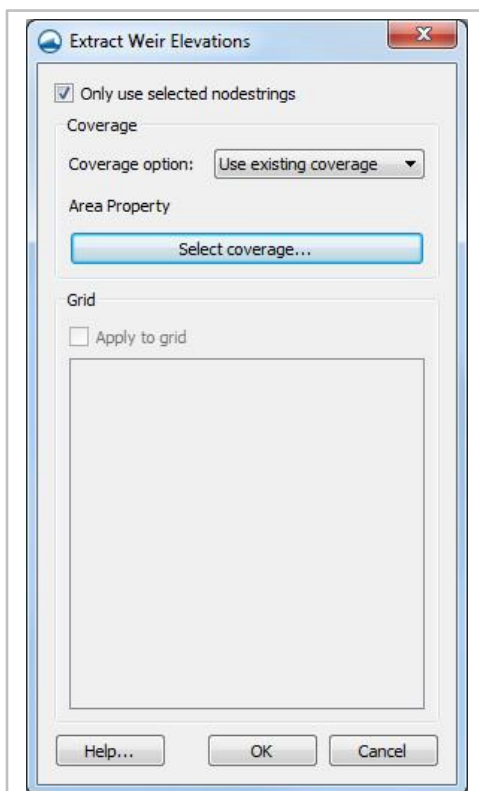 Extract Weir Elevations
Only use selected nodestrings
Coverage
Coverage option: Use existing coverage
Area Property
Select coverage...
Grid
Apply to grid
Help... OK Cancel